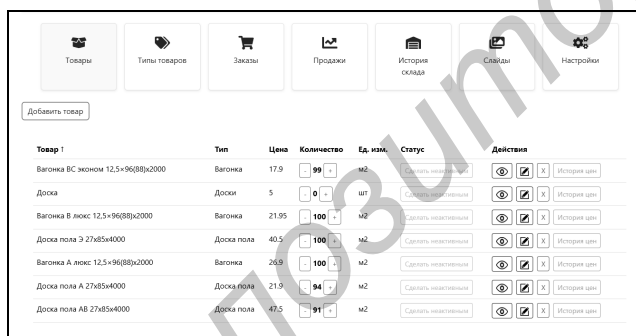 Товары Типы товаров Заказы Продажи История склада Слайды Настройки
Добавить товар
Товар ↑ Тип Цена Количество Ед. изм. Статус Действия
Вагонка ВС эконом 12,5×96(88)х2000 Вагонка 17.9 - 99 + м2 Сделать неактивным X История цен
Доска Доски 5 - 0 + шт Сделать неактивным X История цен
Вагонка В люкс 12,5×96(88)х2000 Вагонка 21.95 - 100 + м2 Сделать неактивным X История цен
Доска пола Э 27х85х4000 Доска пола 40.5 - 100 + м2 Сделать неактивным X История цен
Вагонка А люкс 12,5×96(88)х2000 Вагонка 26.9 - 100 + м2 Сделать неактивным X История цен
Доска пола А 27х85х4000 Доска пола 21.9 - 94 + м2 Сделать неактивным X История цен
Доска пола АВ 27х85х4000 Доска пола 47.5 - 91 + м2 Сделать неактивным X История цен